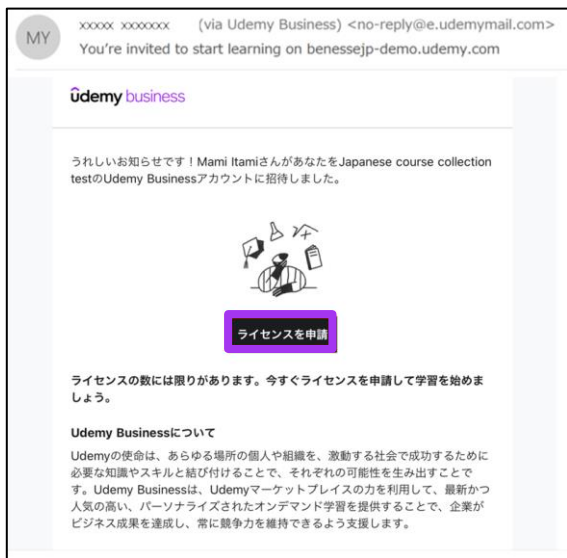 MY
xxxxx xxxxxxx (via Udemy Business) <no-reply@e.udemymail.com>
You're invited to start learning on benessejp-demo.udemy.com
ûdemy business
うれしいお知らせです！Mami ItamiさんがあなたをJapanese course collection
testのUdemy Businessアカウントに招待しました。
ライセンスを申請
ライセンスの数には限りがあります。今すぐライセンスを申請して学習を始めま
しょう。
Udemy Businessについて
Udemyの使命は、あらゆる場所の個人や組織を、激動する社会で成功するために
必要な知識やスキルと結び付けることで、それぞれの可能性を生み出すことで
す。Udemy Businessは、Udemyマーケットプレイスの力を利用して、最新かつ
人気の高い、パーソナライズされたオンデマンド学習を提供することで、企業が
ビジネス成果を達成し、常に競争力を維持できるよう支援します。